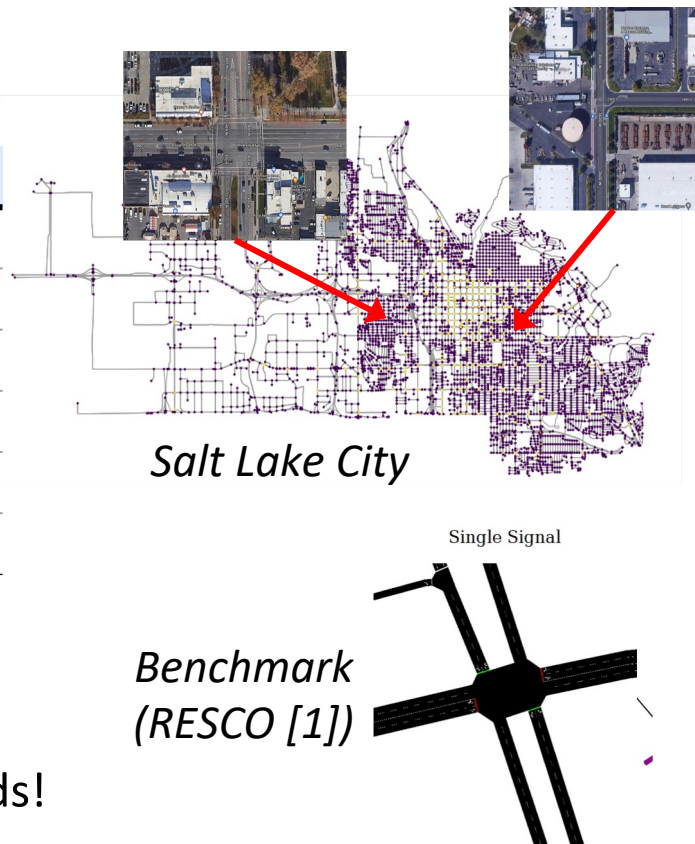 Salt Lake City
Single Signal
Benchmark
(RESCO [1])
ds!